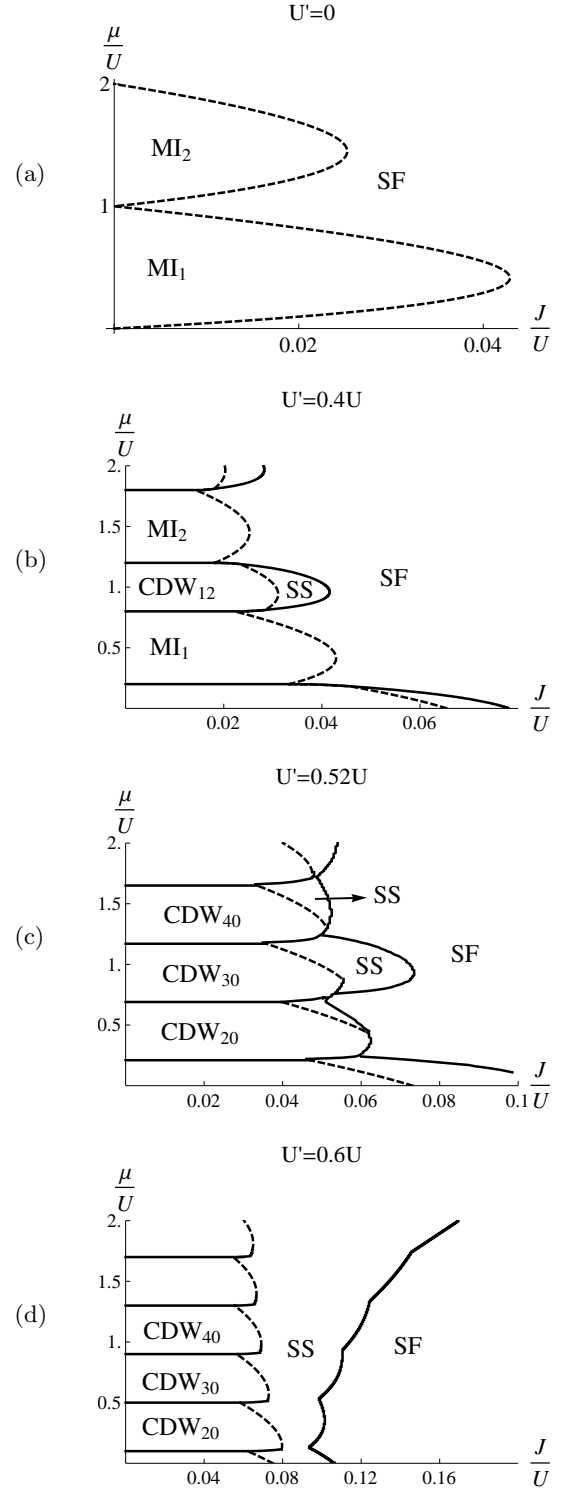 U'=0
μ/U
2
MI₂
(a)
SF
1
MI₁
J/U
0.02
0.04
U'=0.4U
μ/U
2.
MI₂
1.5
(b)
SF
1.
CDW₁₂
SS
MI₁
0.5
J/U
0.02
0.04
0.06
U'=0.52U
μ/U
2.
SS
1.5
CDW₄₀
(c)
SF
1.
CDW₃₀
SS
0.5
CDW₂₀
J/U
0.02
0.04
0.06
0.08
0.1
U'=0.6U
μ/U
2.
1.5
(d)
CDW₄₀
SS
SF
1.
CDW₃₀
0.5
CDW₂₀
J/U
0.04
0.08
0.12
0.16